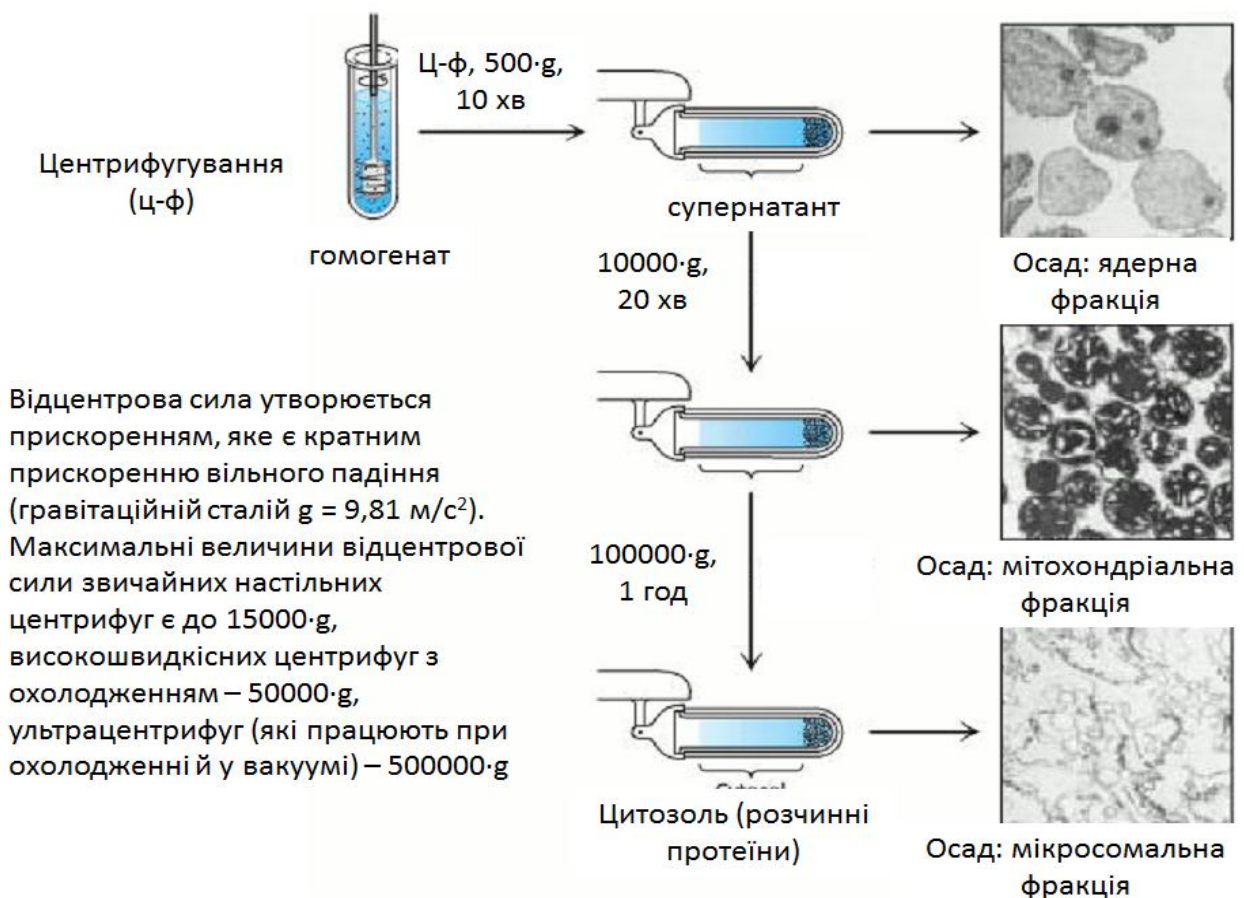 Ц-ф, 500·g,
10 хв
Центрифугування
(ц-ф)
гомогенат
супернатант
Осад: ядерна
фракція
10000·g,
20 хв
Відцентрова сила утворюється
прискоренням, яке є кратним
прискоренню вільного падіння
(гравітаційній сталій g = 9,81 м/с²).
Максимальні величини відцентрової
сили звичайних настільних
центрифуг є до 15000·g,
високошвидкісних центрифуг з
охолодженням – 50000·g,
ультрацентрифуг (які працюють при
охолодженні й у вакуумі) – 500000·g
Осад: мітохондріальна
фракція
100000·g,
1 год
Цитозоль (розчинні
протеїни)
Осад: мікросомальна
фракція